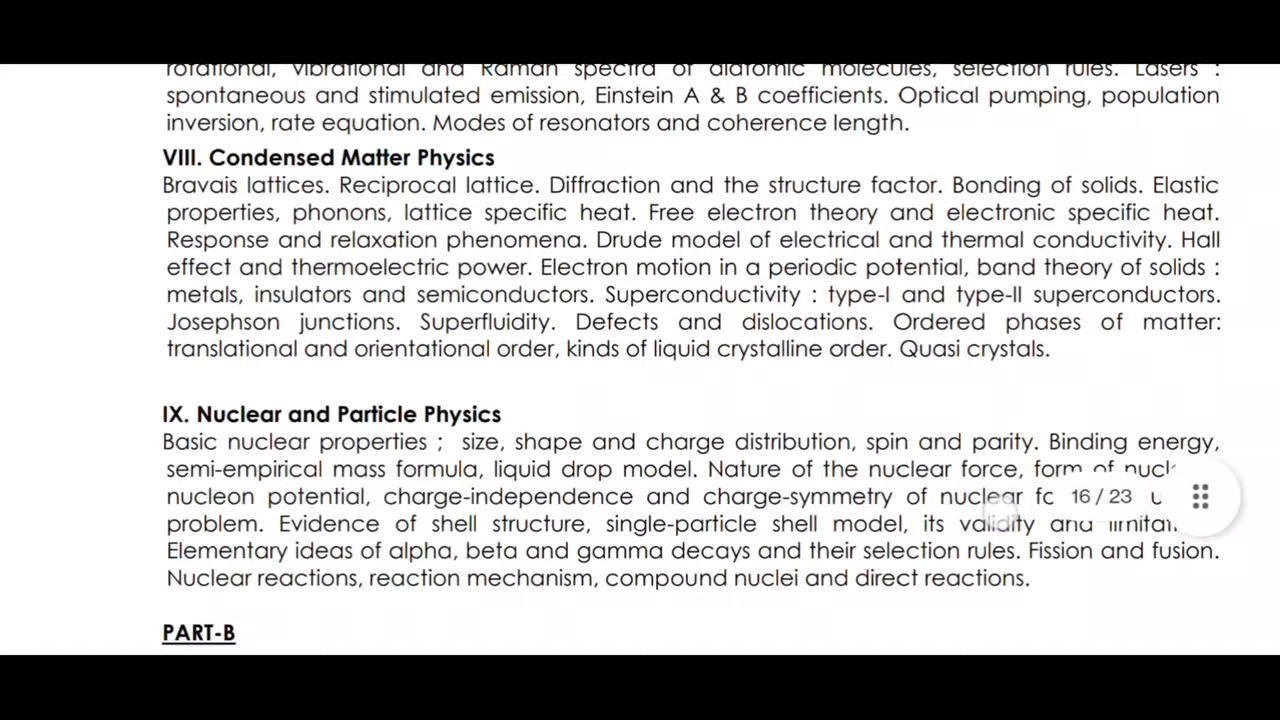 rotational, vibrational and Raman spectra of diatomic molecules, selection rules. Lasers :
spontaneous and stimulated emission, Einstein A & B coefficients. Optical pumping, population
inversion, rate equation. Modes of resonators and coherence length.
VIII. Condensed Matter Physics
Bravais lattices. Reciprocal lattice. Diffraction and the structure factor. Bonding of solids. Elastic
properties, phonons, lattice specific heat. Free electron theory and electronic specific heat.
Response and relaxation phenomena. Drude model of electrical and thermal conductivity. Hall
effect and thermoelectric power. Electron motion in a periodic potential, band theory of solids :
metals, insulators and semiconductors. Superconductivity : type-I and type-II superconductors.
Josephson junctions. Superfluidity. Defects and dislocations. Ordered phases of matter:
translational and orientational order, kinds of liquid crystalline order. Quasi crystals.
IX. Nuclear and Particle Physics
Basic nuclear properties ; size, shape and charge distribution, spin and parity. Binding energy,
semi-empirical mass formula, liquid drop model. Nature of the nuclear force, form of
nucleon potential, charge-independence and charge-symmetry of nuclear
16 / 23
problem. Evidence of shell structure, single-particle shell model, its validity and
Elementary ideas of alpha, beta and gamma decays and their selection rules. Fission and fusion.
Nuclear reactions, reaction mechanism, compound nuclei and direct reactions.
PART-B